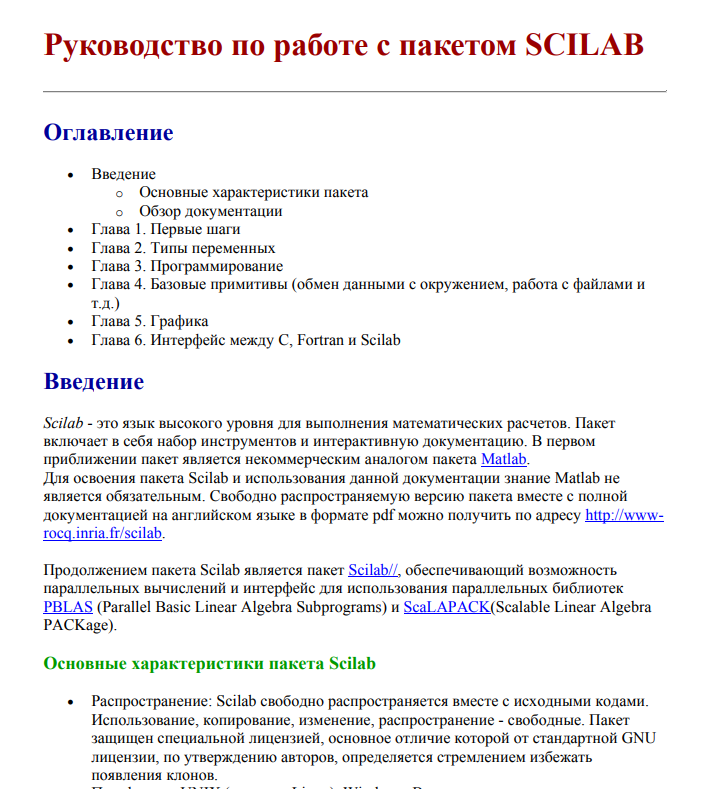 Руководство по работе с пакетом SCILAB
Оглавление
• Введение
o Основные характеристики пакета
o Обзор документации
• Глава 1. Первые шаги
• Глава 2. Типы переменных
• Глава 3. Программирование
• Глава 4. Базовые примитивы (обмен данными с окружением, работа с файлами и
т.д.)
• Глава 5. Графика
• Глава 6. Интерфейс между C, Fortran и Scilab
Введение
Scilab - это язык высокого уровня для выполнения математических расчетов. Пакет
включает в себя набор инструментов и интерактивную документацию. В первом
приближении пакет является некоммерческим аналогом пакета Matlab.
Для освоения пакета Scilab и использования данной документации знание Matlab не
является обязательным. Свободно распространяемую версию пакета вместе с полной
документацией на английском языке в формате pdf можно получить по адресу http://www-
rocq.inria.fr/scilab.
Продолжением пакета Scilab является пакет Scilab//, обеспечивающий возможность
параллельных вычислений и интерфейс для использования параллельных библиотек
PBLAS (Parallel Basic Linear Algebra Subprograms) и ScaLAPACK(Scalable Linear Algebra
PACKage).
Основные характеристики пакета Scilab
• Распространение: Scilab свободно распространяется вместе с исходными кодами.
Использование, копирование, изменение, распространение - свободные. Пакет
защищен специальной лицензией, основное отличие которой от стандартной GNU
лицензии, по утверждению авторов, определяется стремлением избежать
появления клонов.